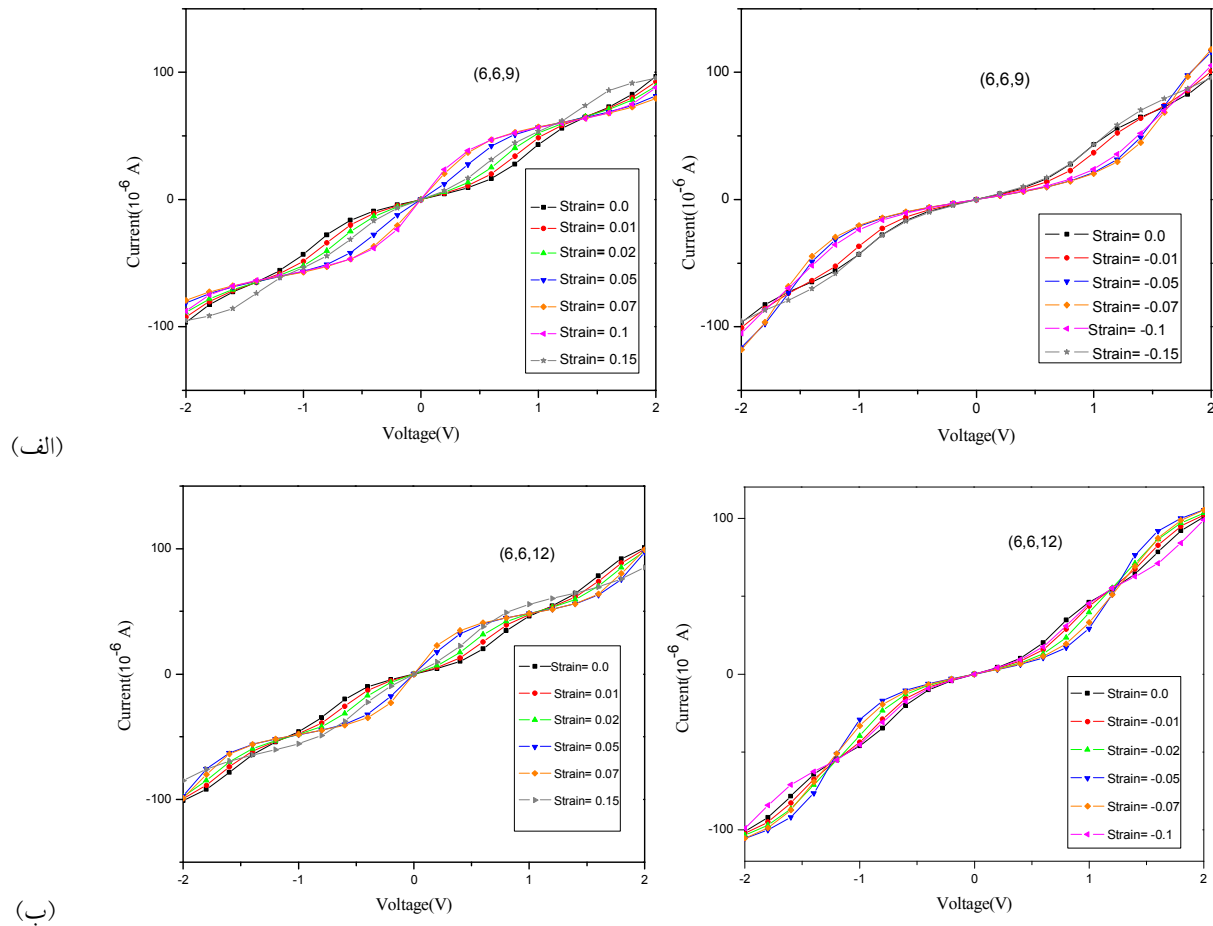 (6,6,9)
100
0
-100
Current(10⁻⁶ A)
-2
-1
0
1
2
Voltage(V)
Strain= 0.0
Strain= 0.01
Strain= 0.02
Strain= 0.05
Strain= 0.07
Strain= 0.1
Strain= 0.15
(6,6,9)
100
0
-100
Current(10⁻⁶ A)
-2
-1
0
1
2
Voltage(V)
Strain= 0.0
Strain= -0.01
Strain= -0.05
Strain= -0.07
Strain= -0.1
Strain= -0.15
(الف)
(6,6,12)
100
0
-100
Current(10⁻⁶ A)
-2
-1
0
1
2
Voltage(V)
Strain= 0.0
Strain= 0.01
Strain= 0.02
Strain= 0.05
Strain= 0.07
Strain= 0.15
(6,6,12)
100
0
-100
Current(10⁻⁶ A)
-2
-1
0
1
2
Voltage(V)
Strain= 0.0
Strain= -0.01
Strain= -0.02
Strain= -0.05
Strain= -0.07
Strain= -0.1
(ب)